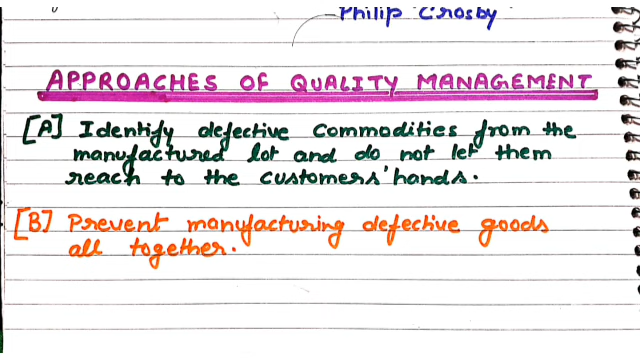 Philip Crosby
APPROACHES OF QUALITY MANAGEMENT
[A] Identify defective commodities from the
manufactured lot and do not let them
reach to the customers' hands.
[B] Prevent manufacturing defective goods
all together.